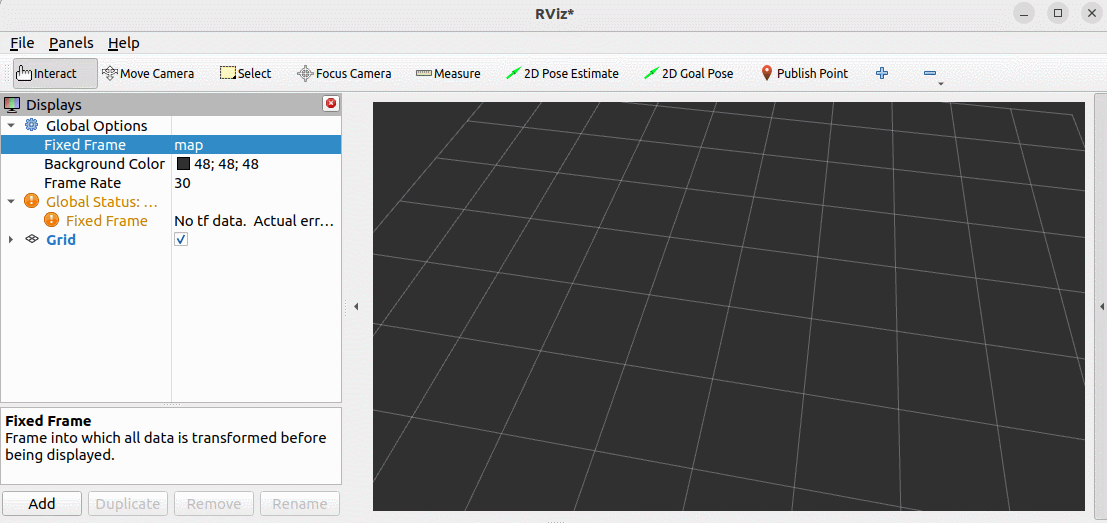 RViz*
File Panels Help
Interact Move Camera Select Focus Camera Measure 2D Pose Estimate 2D Goal Pose Publish Point
Displays
Global Options
Fixed Frame map
Background Color 48; 48; 48
Frame Rate 30
Global Status: ...
Fixed Frame No tf data. Actual err...
Grid
Fixed Frame
Frame into which all data is transformed before
being displayed.
Add Duplicate Remove Rename